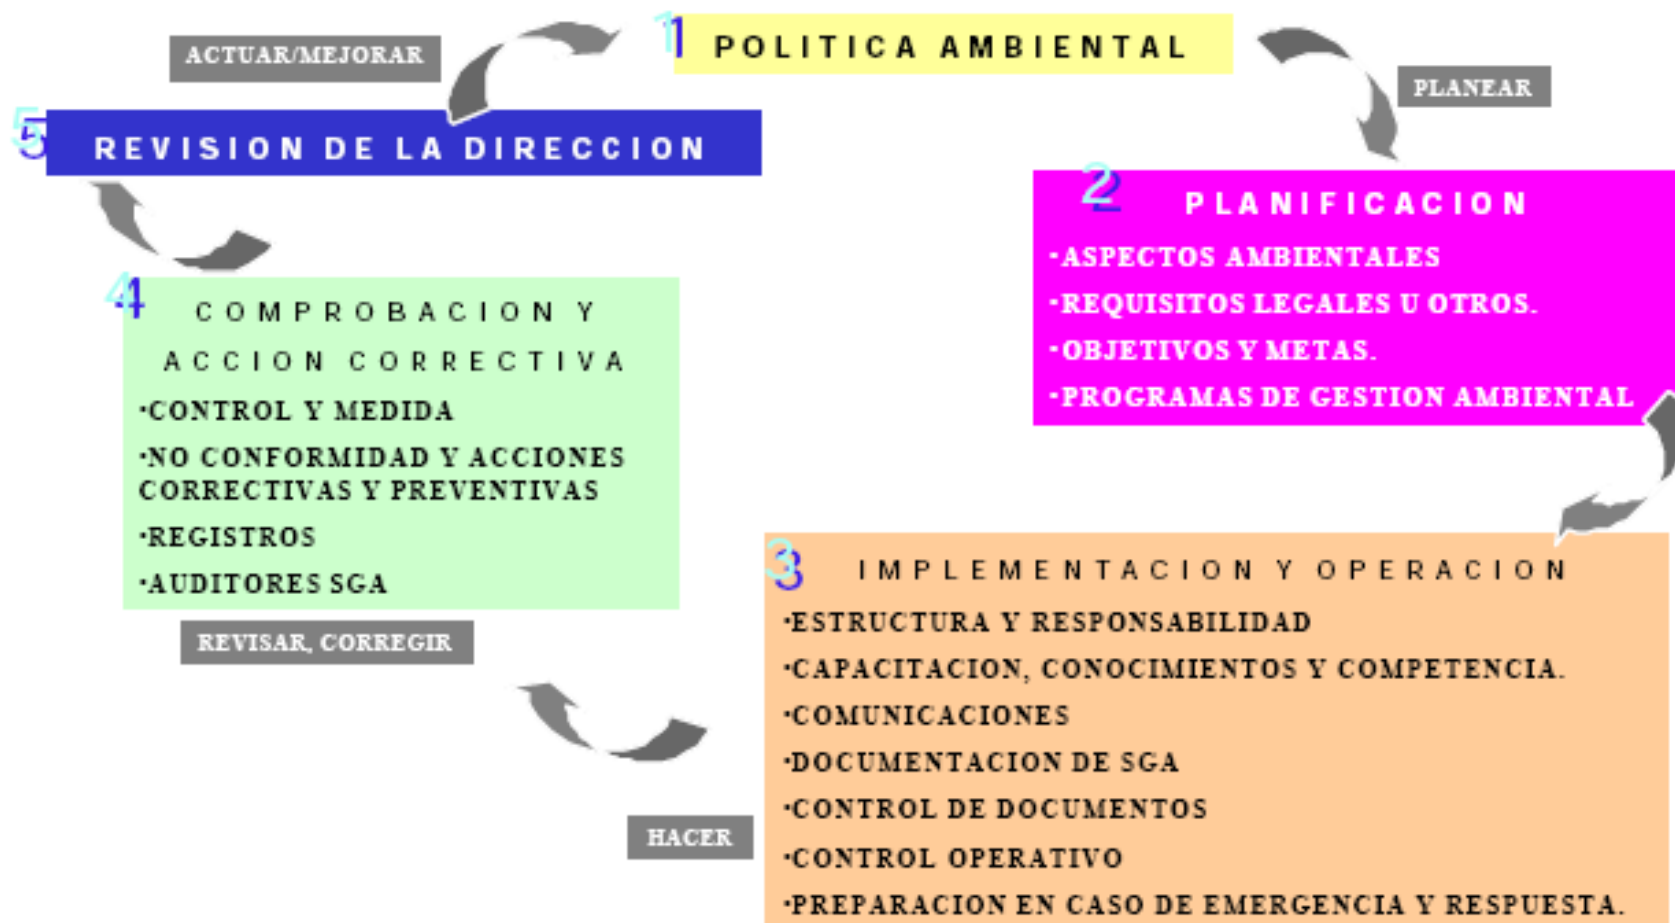 ACTUAR/MEJORAR
1 POLITICA AMBIENTAL
PLANEAR
5 REVISION DE LA DIRECCION
2 PLANIFICACION
-ASPECTOS AMBIENTALES
-REQUISITOS LEGALES U OTROS.
-OBJETIVOS Y METAS.
-PROGRAMAS DE GESTION AMBIENTAL
4 COMPROBACION Y
ACCION CORRECTIVA
·CONTROL Y MEDIDA
·NO CONFORMIDAD Y ACCIONES
CORRECTIVAS Y PREVENTIVAS
·REGISTROS
·AUDITORES SGA
REVISAR, CORREGIR
3 IMPLEMENTACION Y OPERACION
·ESTRUCTURA Y RESPONSABILIDAD
·CAPACITACION, CONOCIMIENTOS Y COMPETENCIA.
·COMUNICACIONES
·DOCUMENTACION DE SGA
·CONTROL DE DOCUMENTOS
·CONTROL OPERATIVO
·PREPARACION EN CASO DE EMERGENCIA Y RESPUESTA.
HACER